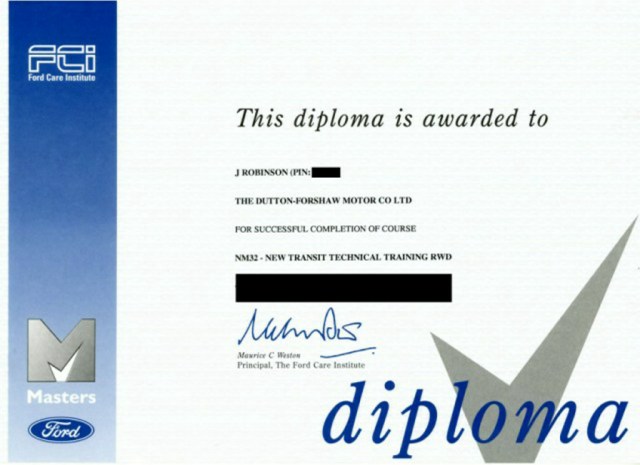 FCi
Ford Care Institute
This diploma is awarded to
J ROBINSON (PIN:
THE DUTTON-FORSHAW MOTOR CO LTD
FOR SUCCESSFUL COMPLETION OF COURSE
NM32 - NEW TRANSIT TECHNICAL TRAINING RWD
Maurice C Weston
Principal, The Ford Care Institute
M
Masters
Ford
diploma